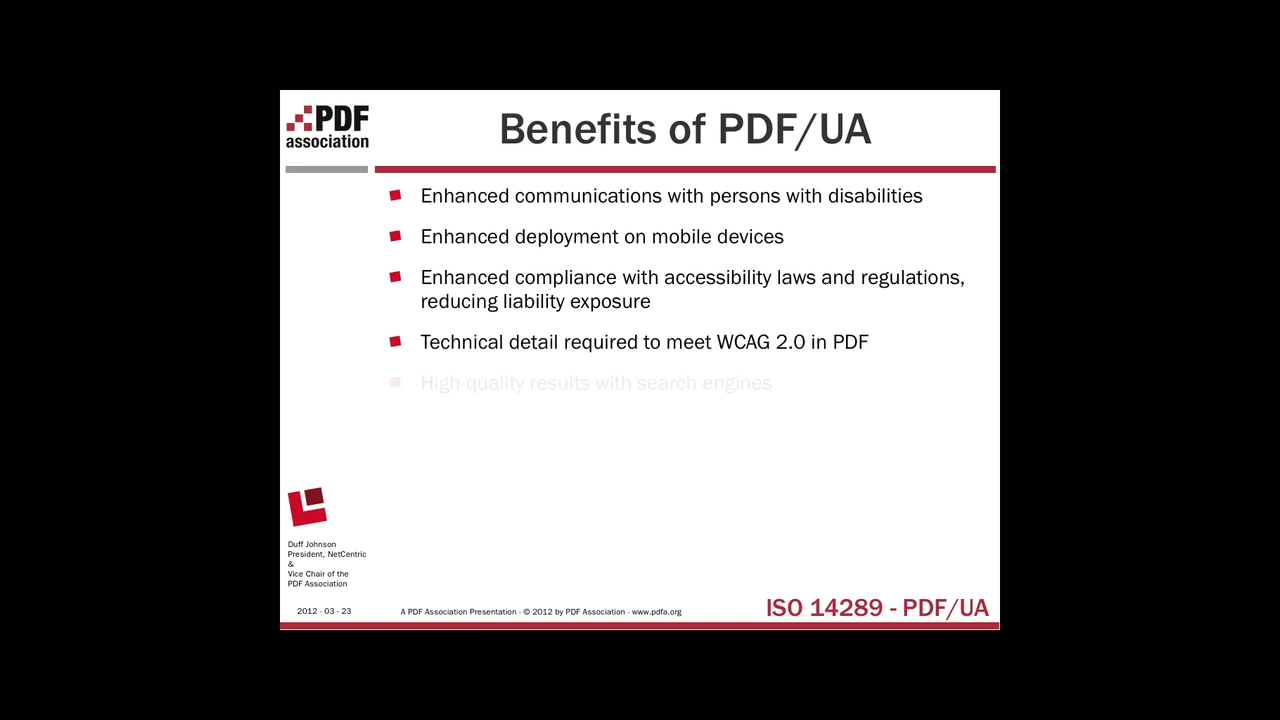 PDF
association
Benefits of PDF/UA
Enhanced communications with persons with disabilities
Enhanced deployment on mobile devices
Enhanced compliance with accessibility laws and regulations,
reducing liability exposure
Technical detail required to meet WCAG 2.0 in PDF
High-quality results with search engines
Duff Johnson
President, NetCentric
&
Vice Chair of the
PDF Association
2012 - 03 - 23
A PDF Association Presentation · © 2012 by PDF Association · www.pdfa.org
ISO 14289 - PDF/UA